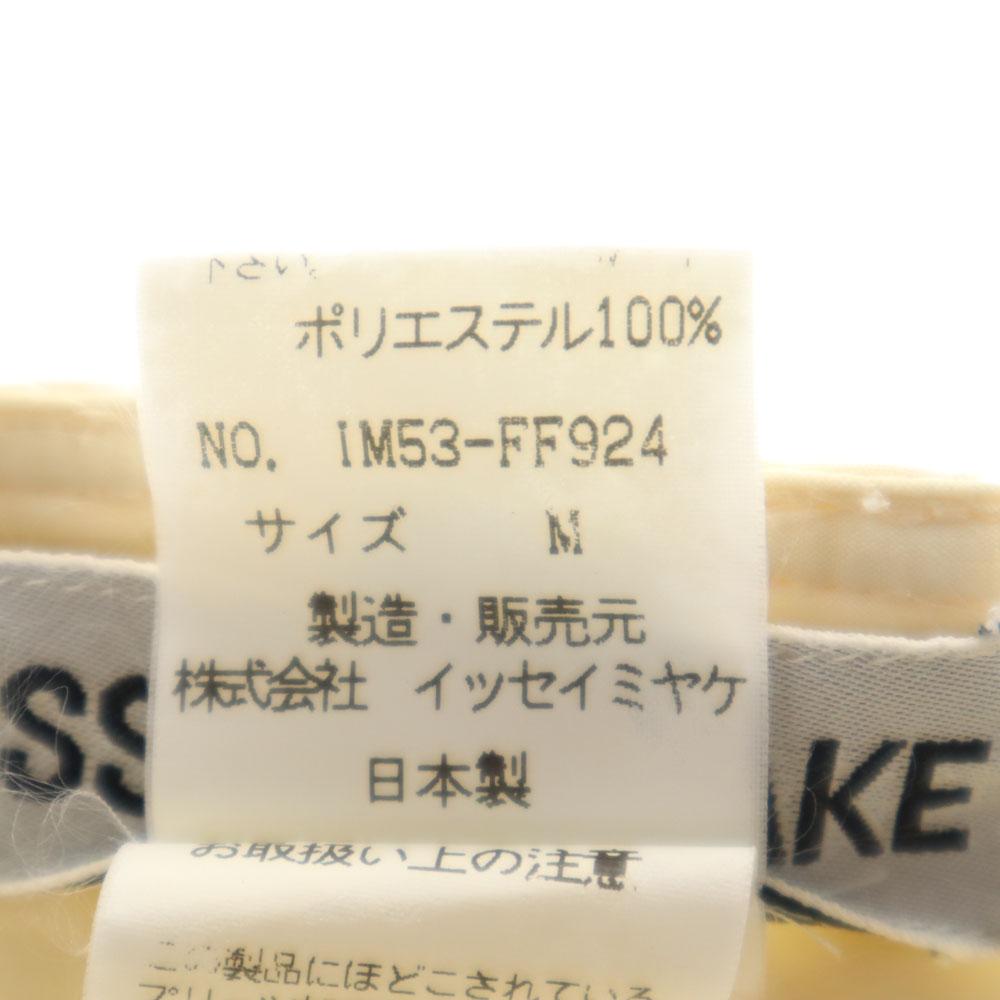 ポリエステル100%
NO. IM53-FF924
サイズ M
製造・販売元
株式会社 イッセイミヤケ
日本製
お取扱い上の注意
この製品にほどこされている